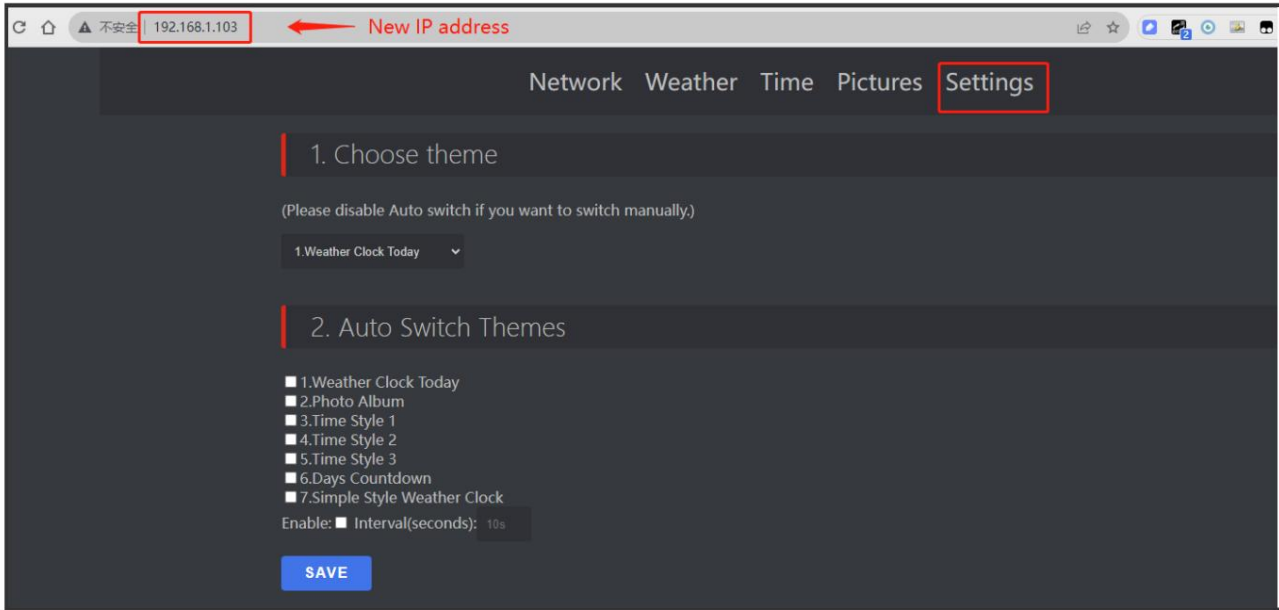 不安全 192.168.1.103 New IP address 2
Network Weather Time Pictures Settings
1. Choose theme
(Please disable Auto switch if you want to switch manually.)
1.Weather Clock Today
2. Auto Switch Themes
1.Weather Clock Today
2.Photo Album
3.Time Style 1
4.Time Style 2
5.Time Style 3
6.Days Countdown
7.Simple Style Weather Clock
Enable: Interval(seconds): 10s
SAVE